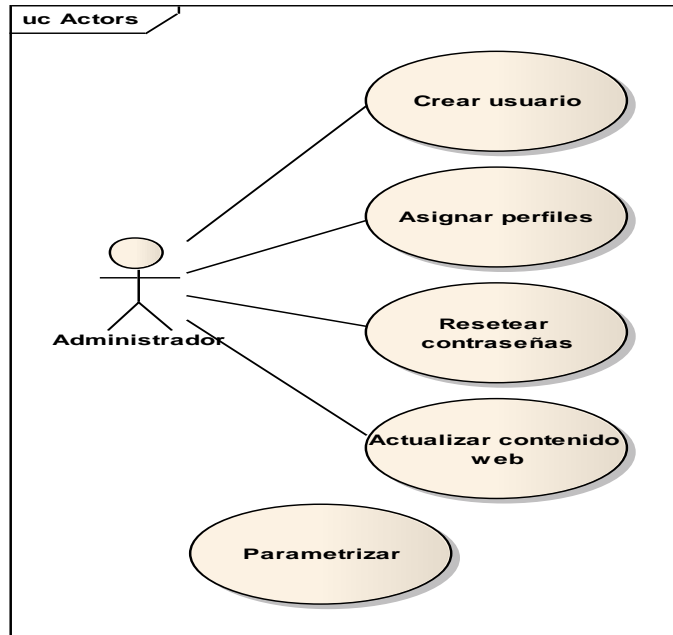 uc Actors
Crear usuario
Asignar perfiles
Resetear
contraseñas
Administrador
Actualizar contenido
web
Parametrizar